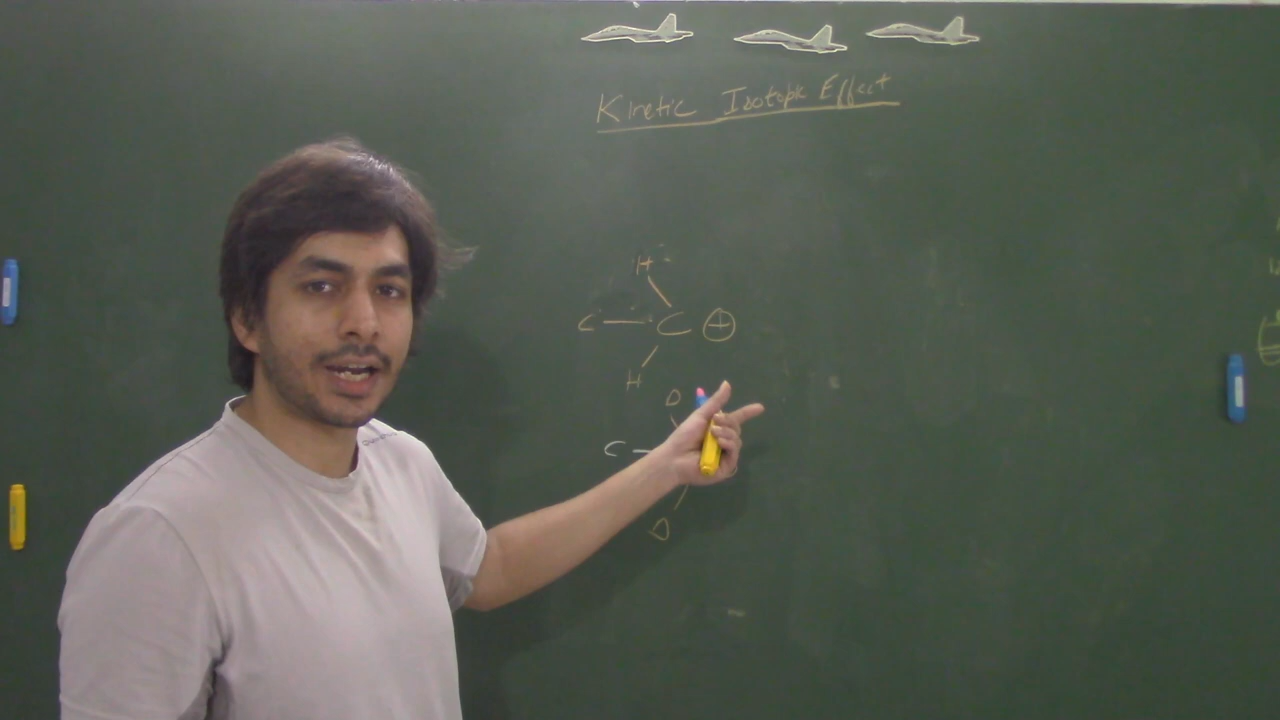 Kinetic Isotopic Effect
H
C — C ⊕
H
D
C —
D